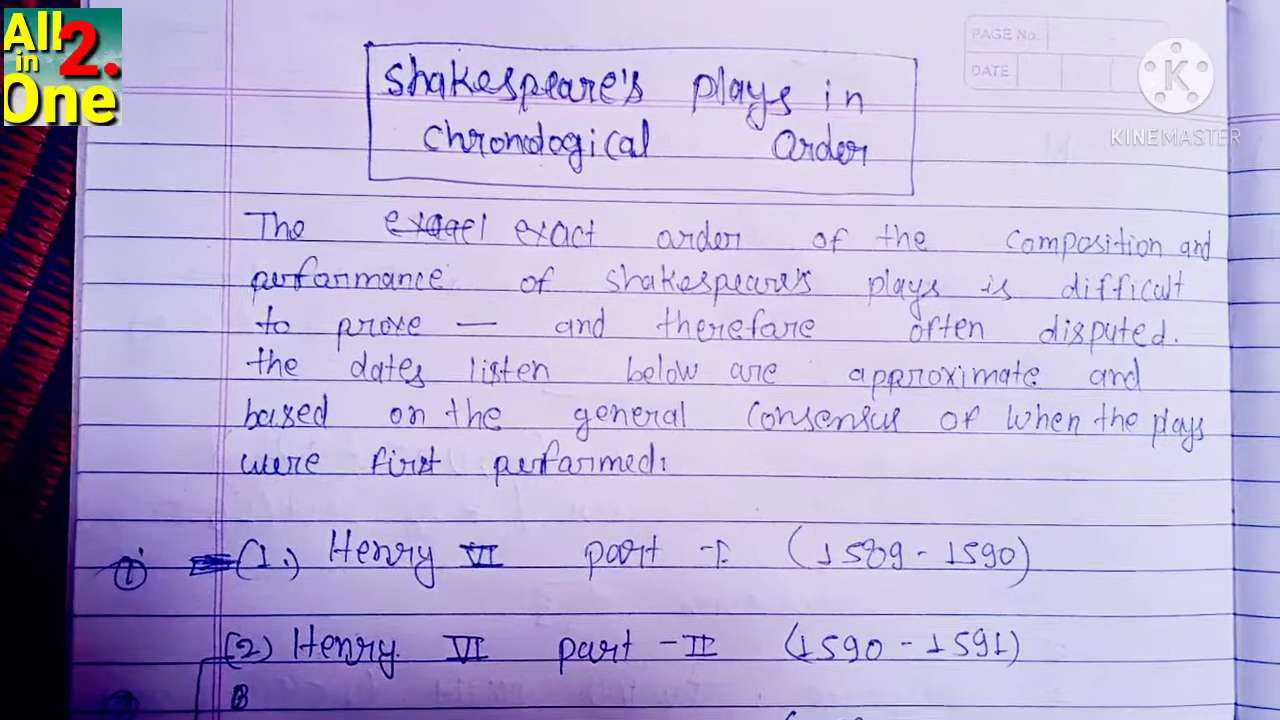 All
in 2.
One
PAGE No.
DATE
K
KINEMASTER
Shakespeare's plays in
chronological order
The exact order of the composition and
performance of shakespeare's plays is difficult
to prove — and therefore often disputed.
the dates listen below are approximate and
based on the general consensus of when the plays
were first performed:
(1.) Henry VI part - I (1589-1590)
(2) Henry VI part - II (1590-1591)